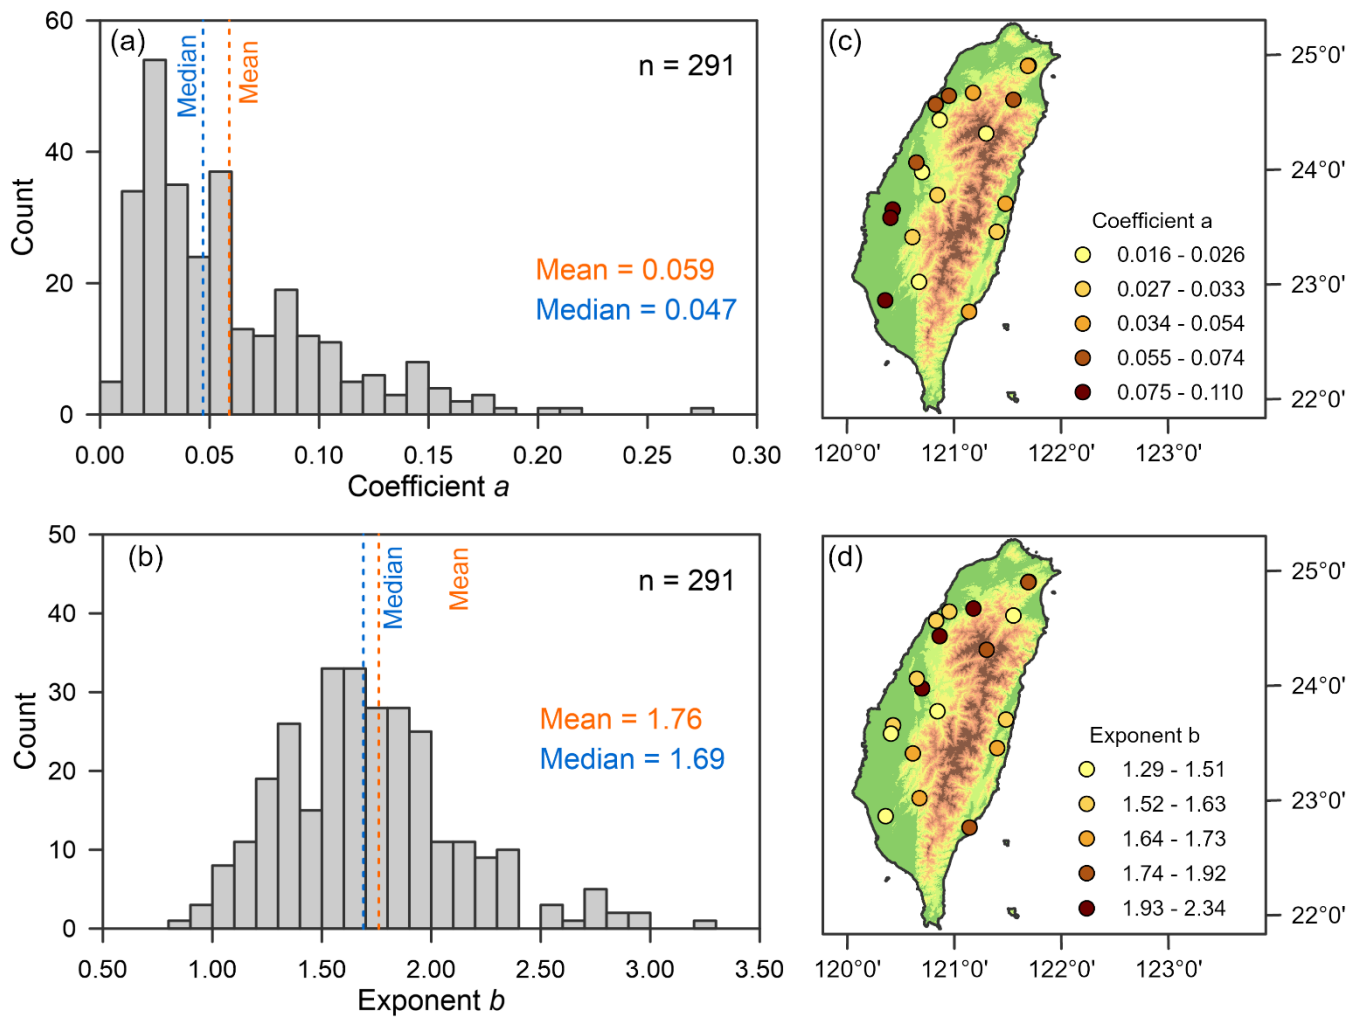 (a)
60
40
20
0
Count
Median
Mean
n = 291
Mean = 0.059
Median = 0.047
0.00 0.05 0.10 0.15 0.20 0.25 0.30
Coefficient a
(c)
25°0'
24°0'
23°0'
22°0'
Coefficient a
0.016 - 0.026
0.027 - 0.033
0.034 - 0.054
0.055 - 0.074
0.075 - 0.110
120°0' 121°0' 122°0' 123°0'
(b)
50
40
30
20
10
0
Count
Median
Mean
n = 291
Mean = 1.76
Median = 1.69
0.50 1.00 1.50 2.00 2.50 3.00 3.50
Exponent b
(d)
25°0'
24°0'
23°0'
22°0'
Exponent b
1.29 - 1.51
1.52 - 1.63
1.64 - 1.73
1.74 - 1.92
1.93 - 2.34
120°0' 121°0' 122°0' 123°0'